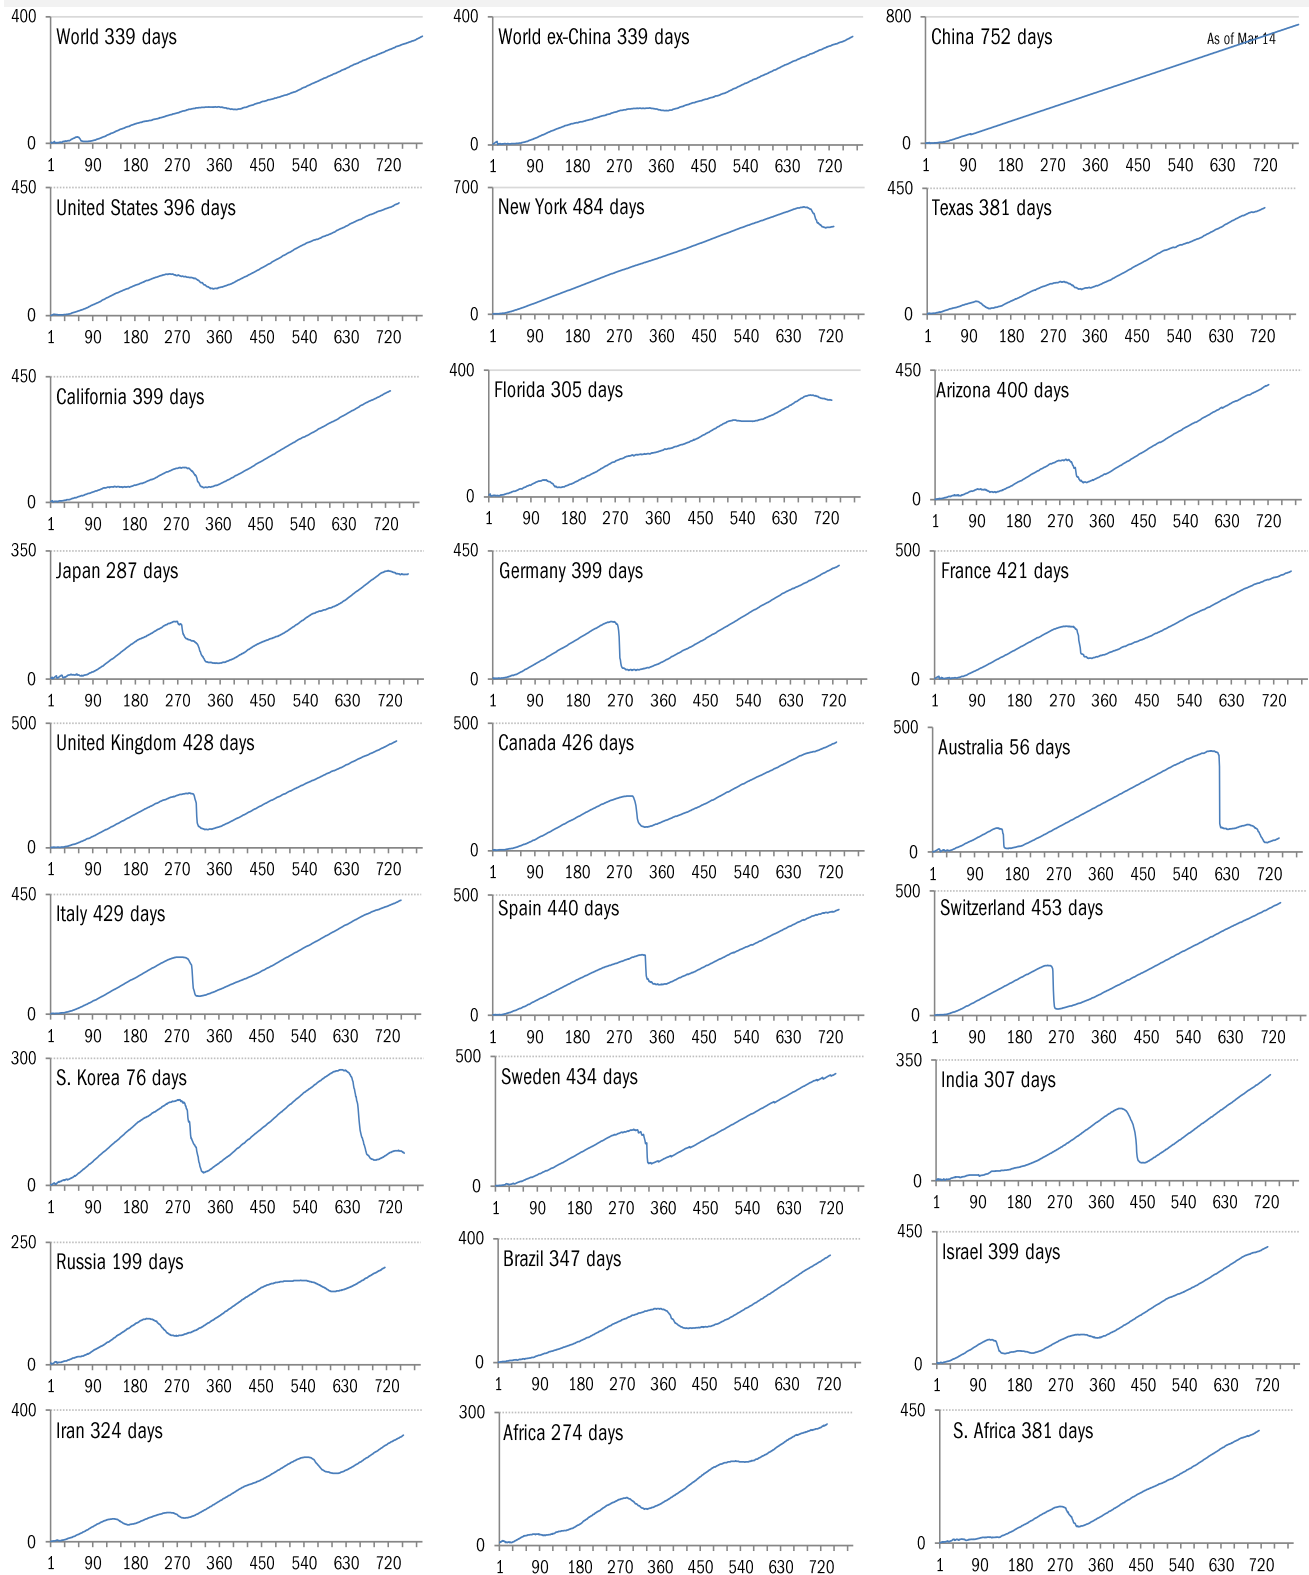 400
World 339 days
0
1 90 180 270 360 450 540 630 720
400
World ex-China 339 days
0
1 90 180 270 360 450 540 630 720
800
China 752 days
As of Mar 14
0
1 90 180 270 360 450 540 630 720
450
United States 396 days
0
1 90 180 270 360 450 540 630 720
700
New York 484 days
0
1 90 180 270 360 450 540 630 720
450
Texas 381 days
0
1 90 180 270 360 450 540 630 720
450
California 399 days
0
1 90 180 270 360 450 540 630 720
400
Florida 305 days
0
1 90 180 270 360 450 540 630 720
450
Arizona 400 days
0
1 90 180 270 360 450 540 630 720
350
Japan 287 days
0
1 90 180 270 360 450 540 630 720
450
Germany 399 days
0
1 90 180 270 360 450 540 630 720
500
France 421 days
0
1 90 180 270 360 450 540 630 720
500
United Kingdom 428 days
0
1 90 180 270 360 450 540 630 720
500
Canada 426 days
0
1 90 180 270 360 450 540 630 720
500
Australia 56 days
0
1 90 180 270 360 450 540 630 720
450
Italy 429 days
0
1 90 180 270 360 450 540 630 720
500
Spain 440 days
0
1 90 180 270 360 450 540 630 720
500
Switzerland 453 days
0
1 90 180 270 360 450 540 630 720
300
S. Korea 76 days
0
1 90 180 270 360 450 540 630 720
500
Sweden 434 days
0
1 90 180 270 360 450 540 630 720
350
India 307 days
0
1 90 180 270 360 450 540 630 720
250
Russia 199 days
0
1 90 180 270 360 450 540 630 720
400
Brazil 347 days
0
1 90 180 270 360 450 540 630 720
450
Israel 399 days
0
1 90 180 270 360 450 540 630 720
400
Iran 324 days
0
1 90 180 270 360 450 540 630 720
300
Africa 274 days
0
1 90 180 270 360 450 540 630 720
450
S. Africa 381 days
0
1 90 180 270 360 450 540 630 720